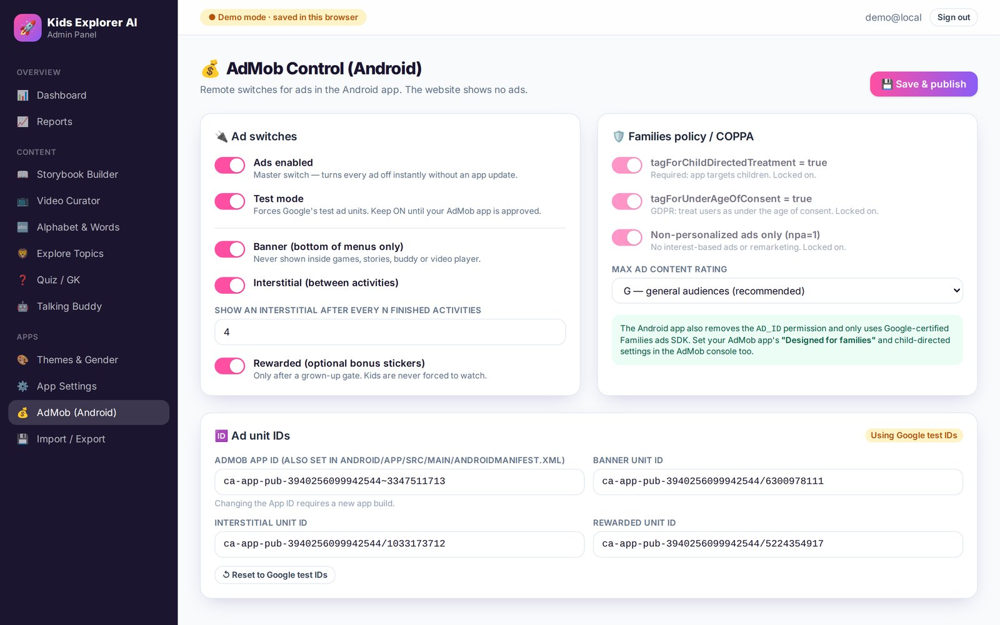 Kids Explorer AI
Admin Panel
OVERVIEW
Dashboard
Reports
CONTENT
Storybook Builder
Video Curator
Alphabet & Words
Explore Topics
Quiz / GK
Talking Buddy
APPS
Themes & Gender
App Settings
AdMob (Android)
Import / Export
Demo mode · saved in this browser
demo@local
Sign out
AdMob Control (Android)
Remote switches for ads in the Android app. The website shows no ads.
Save & publish
Ad switches
Ads enabled
Master switch — turns every ad off instantly without an app update.
Test mode
Forces Google's test ad units. Keep ON until your AdMob app is approved.
Banner (bottom of menus only)
Never shown inside games, stories, buddy or video player.
Interstitial (between activities)
SHOW AN INTERSTITIAL AFTER EVERY N FINISHED ACTIVITIES
4
Rewarded (optional bonus stickers)
Only after a grown-up gate. Kids are never forced to watch.
Families policy / COPPA
tagForChildDirectedTreatment = true
Required: app targets children. Locked on.
tagForUnderAgeOfConsent = true
GDPR: treat users as under the age of consent. Locked on.
Non-personalized ads only (npa=1)
No interest-based ads or remarketing. Locked on.
MAX AD CONTENT RATING
G — general audiences (recommended)
The Android app also removes the AD_ID permission and only uses Google-certified
Families ads SDK. Set your AdMob app's "Designed for families" and child-directed
settings in the AdMob console too.
Ad unit IDs
Using Google test IDs
ADMOB APP ID (ALSO SET IN ANDROID/APP/SRC/MAIN/ANDROIDMANIFEST.XML)
ca-app-pub-3940256099942544~3347511713
Changing the App ID requires a new app build.
BANNER UNIT ID
ca-app-pub-3940256099942544/6300978111
INTERSTITIAL UNIT ID
ca-app-pub-3940256099942544/1033173712
REWARDED UNIT ID
ca-app-pub-3940256099942544/5224354917
↺ Reset to Google test IDs